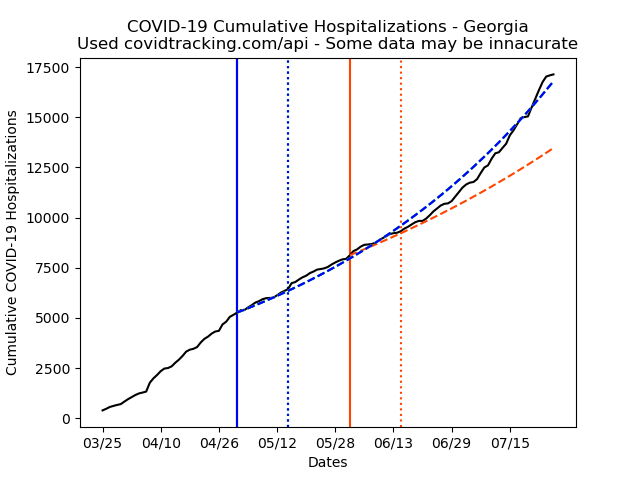 COVID-19 Cumulative Hospitalizations - Georgia
Used covidtracking.com/api - Some data may be innacurate
17500
15000
12500
10000
7500
5000
2500
0
Cumulative COVID-19 Hospitalizations
03/25 04/10 04/26 05/12 05/28 06/13 06/29 07/15
Dates